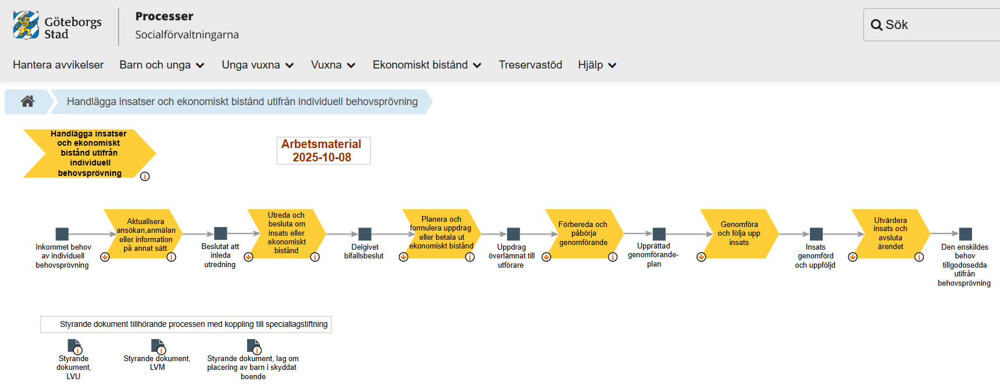 Göteborgs
Stad
Processer
Socialförvaltningarna
Sök
Hantera avvikelser
Barn och unga
Unga vuxna
Vuxna
Ekonomiskt bistånd
Treservastöd
Hjälp
Handlägga insatser och ekonomiskt bistånd utifrån individuell behovsprövning
Handlägga insatser
och ekonomiskt
bistånd utifrån
individuell
behovsprövning
Arbetsmaterial
2025-10-08
Inkommet behov
av individuell
behovsprövning
Aktualisera
ansökan,anmälan
eller information
på annat sätt
Beslutat att
inleda
utredning
Utreda och
besluta om
insats eller
ekonomiskt
bistånd
Delgivet
bifallsbeslut
Planera och
formulera uppdrag
eller betala ut
ekonomiskt bistånd
Uppdrag
överlämnat till
utförare
Förbereda och
påbörja
genomförande
Upprättad
genomförande-
plan
Genomföra
och följa upp
insats
Insats
genomförd
och uppföljd
Utvärdera
insats och
avsluta
ärendet
Den enskildes
behov
tillgodosedda
utifrån
behovsprövning
Styrande dokument tillhörande processen med koppling till speciallagstiftning
Styrande
dokument,
LVU
Styrande dokument,
LVM
Styrande dokument, lag om
placering av barn i skyddat
boende